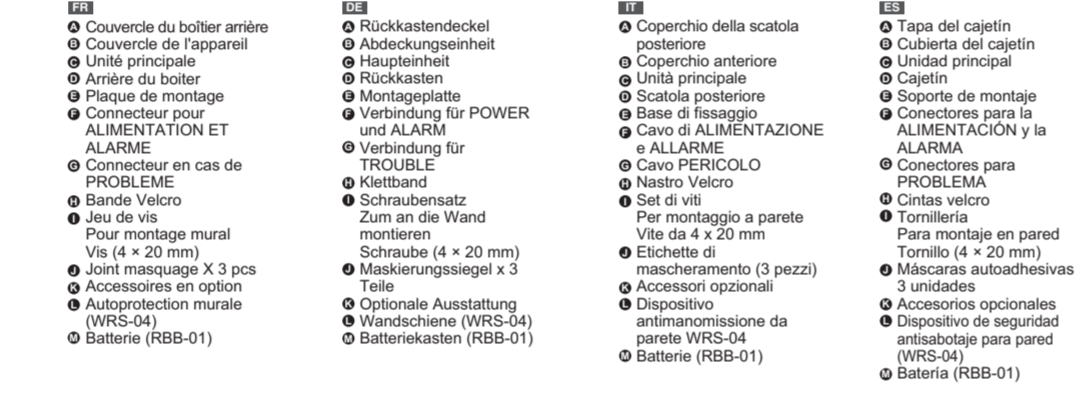 FR
A Couvercle du boîtier arrière
B Couvercle de l'appareil
C Unité principale
D Arrière du boiter
E Plaque de montage
F Connecteur pour
ALIMENTATION ET
ALARME
G Connecteur en cas de
PROBLEME
H Bande Velcro
I Jeu de vis
Pour montage mural
Vis (4 × 20 mm)
J Joint masquage X 3 pcs
K Accessoires en option
L Autoprotection murale
(WRS-04)
M Batterie (RBB-01)
DE
A Rückkastendeckel
B Abdeckungseinheit
C Haupteinheit
D Rückkasten
E Montageplatte
F Verbindung für POWER
und ALARM
G Verbindung für
TROUBLE
H Klettband
I Schraubensatz
Zum an die Wand
montieren
Schraube (4 × 20 mm)
J Maskierungssiegel x 3
Teile
K Optionale Ausstattung
L Wandschiene (WRS-04)
M Batteriekasten (RBB-01)
IT
A Coperchio della scatola
posteriore
B Coperchio anteriore
C Unità principale
D Scatola posteriore
E Base di fissaggio
F Cavo di ALIMENTAZIONE
e ALLARME
G Cavo PERICOLO
H Nastro Velcro
I Set di viti
Per montaggio a parete
Vite da 4 x 20 mm
J Etichette di
mascheramento (3 pezzi)
K Accessori opzionali
L Dispositivo
antimanomissione da
parete WRS-04
M Batterie (RBB-01)
ES
A Tapa del cajetín
B Cubierta del cajetín
C Unidad principal
D Cajetín
E Soporte de montaje
F Conectores para la
ALIMENTACIÓN y la
ALARMA
G Conectores para
PROBLEMA
H Cintas velcro
I Tornillería
Para montaje en pared
Tornillo (4 × 20 mm)
J Máscaras autoadhesivas
3 unidades
K Accesorios opcionales
L Dispositivo de seguridad
antisabotaje para pared
(WRS-04)
M Batería (RBB-01)